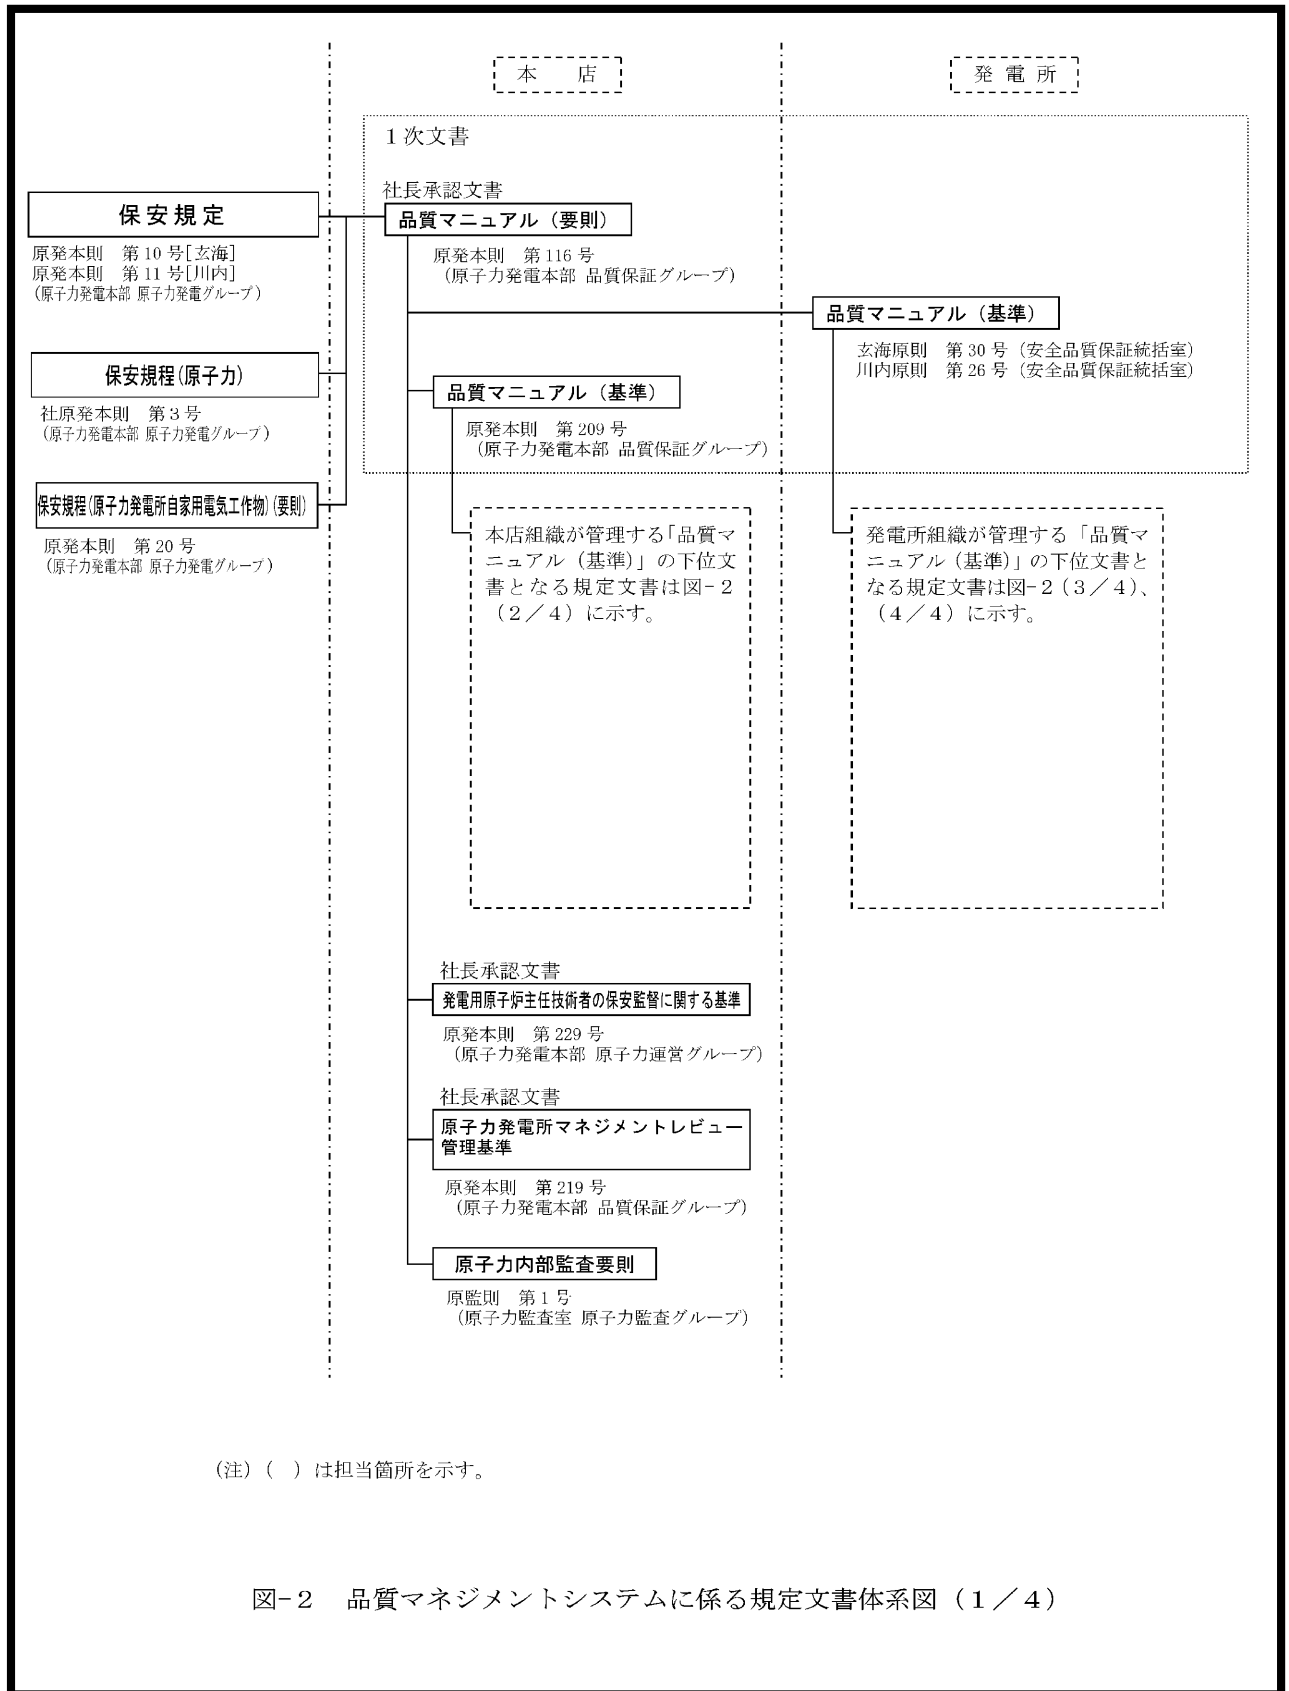 本　店
発 電 所
１次文書
社長承認文書
保安規定
品質マニュアル（要則）
原発本則　第 10 号[玄海]
原発本則　第 11 号[川内]
（原子力発電本部 原子力発電グループ）
原発本則　第 116 号
（原子力発電本部 品質保証グループ）
品質マニュアル（基準）
玄海原則　第 30 号（安全品質保証統括室）
川内原則　第 26 号（安全品質保証統括室）
保安規程(原子力)
社原発本則　第３号
（原子力発電本部 原子力発電グループ）
品質マニュアル（基準）
原発本則　第 209 号
（原子力発電本部 品質保証グループ）
保安規程(原子力発電所自家用電気工作物)(要則)
原発本則　第 20 号
（原子力発電本部 原子力発電グループ）
本店組織が管理する「品質マ
ニュアル（基準）」の下位文
書となる規定文書は図-２
（２／４）に示す。
発電所組織が管理する「品質マ
ニュアル（基準）」の下位文書と
なる規定文書は図-２（３／４）、
（４／４）に示す。
社長承認文書
発電用原子炉主任技術者の保安監督に関する基準
原発本則　第 229 号
（原子力発電本部 原子力運営グループ）
社長承認文書
原子力発電所マネジメントレビュー
管理基準
原発本則　第 219 号
（原子力発電本部 品質保証グループ）
原子力内部監査要則
原監則　第１号
（原子力監査室 原子力監査グループ）
（注）（　）は担当箇所を示す。
図-２　品質マネジメントシステムに係る規定文書体系図（１／４）